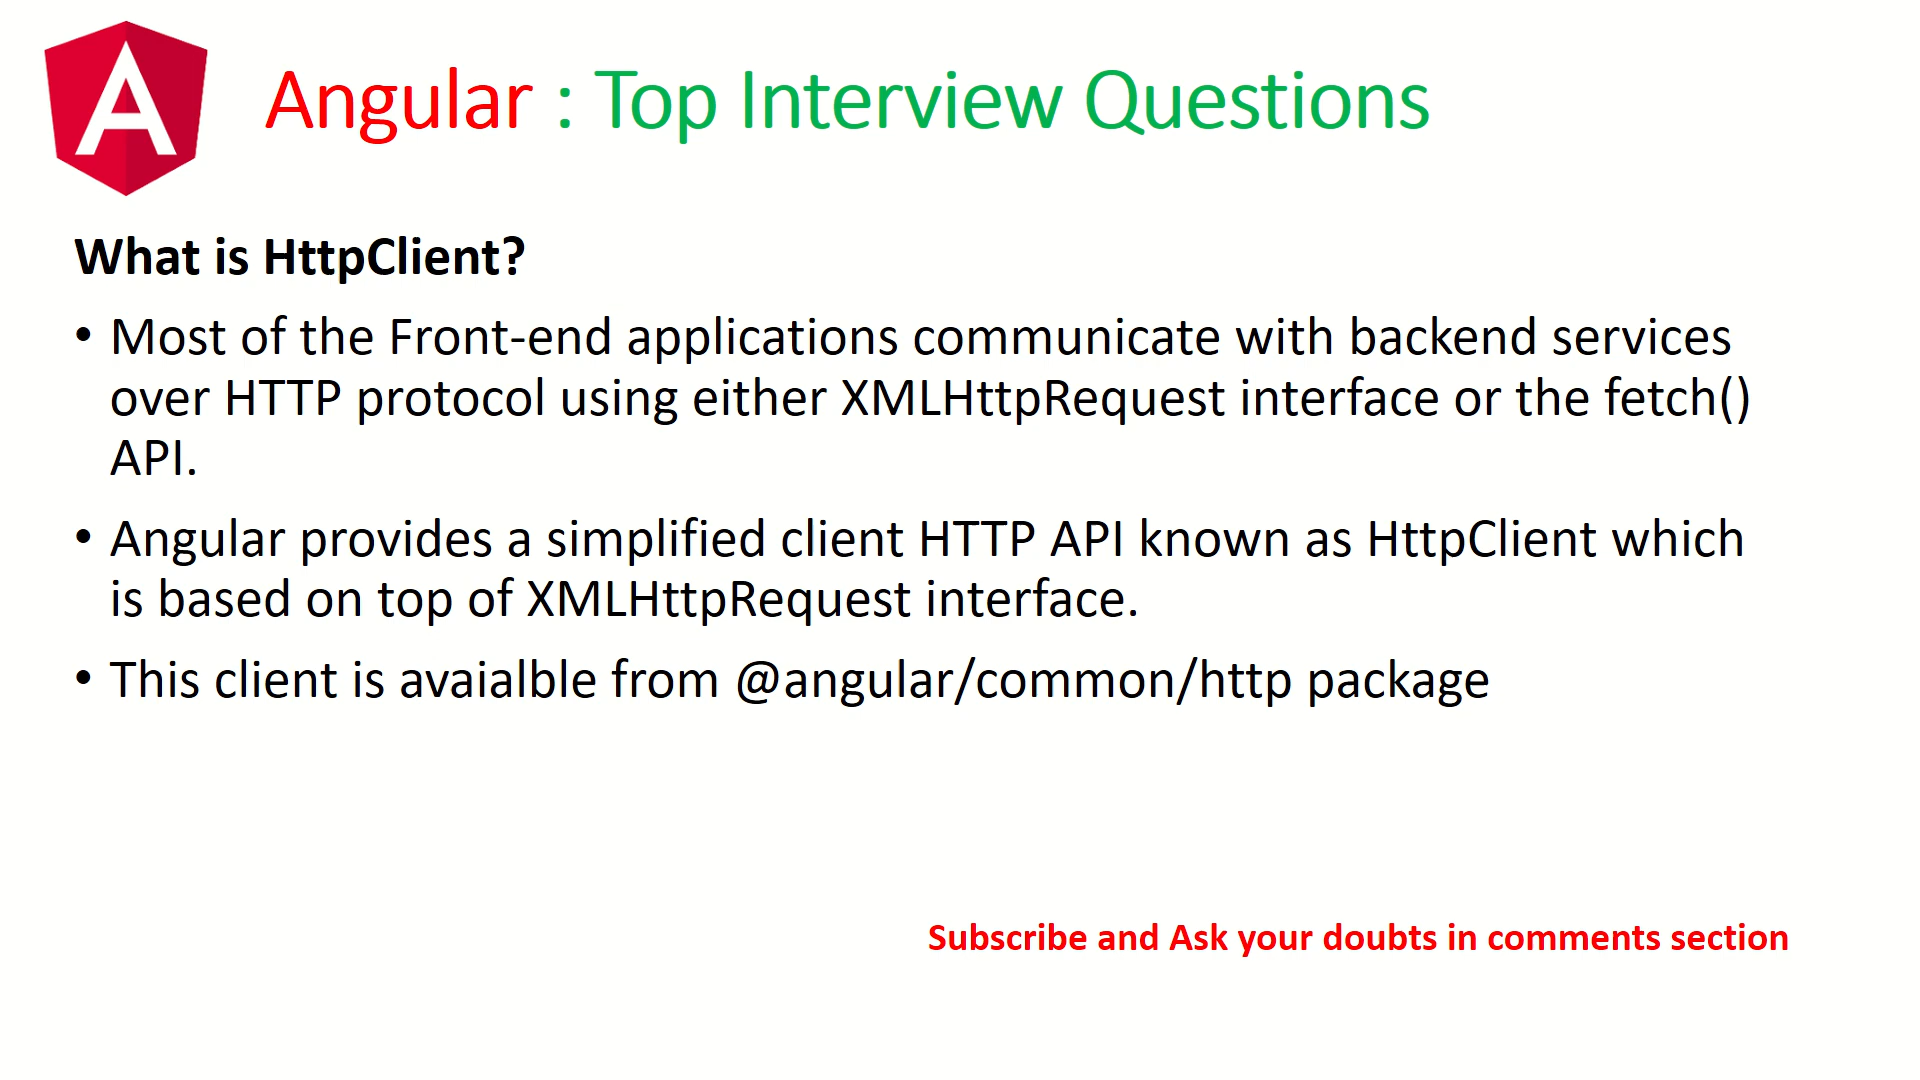 Angular : Top Interview Questions
What is HttpClient?
• Most of the Front-end applications communicate with backend services
over HTTP protocol using either XMLHttpRequest interface or the fetch()
API.
• Angular provides a simplified client HTTP API known as HttpClient which
is based on top of XMLHttpRequest interface.
• This client is avaialble from @angular/common/http package
Subscribe and Ask your doubts in comments section